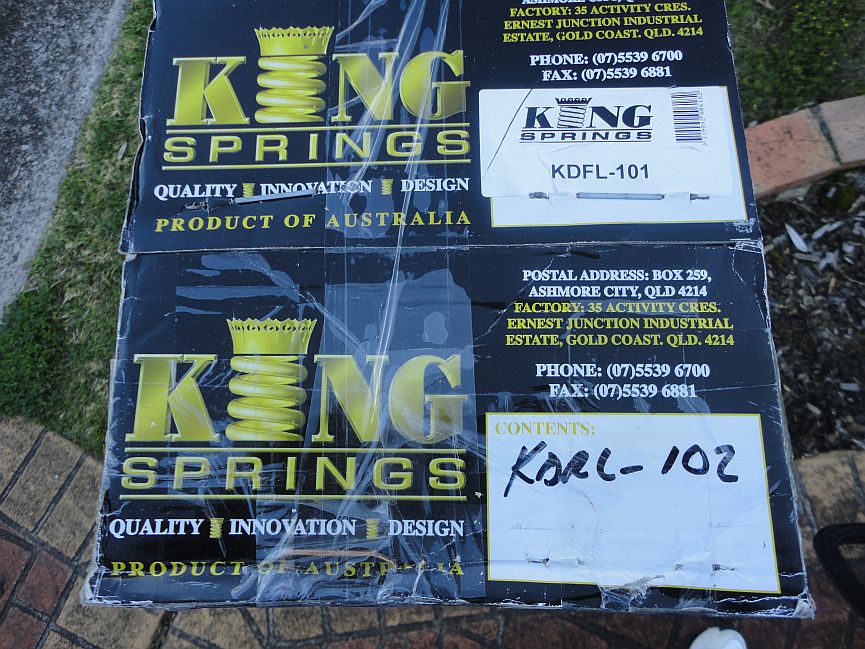 ASHMORE CITY, Q
FACTORY: 35 ACTIVITY CRES.
ERNEST JUNCTION INDUSTRIAL
ESTATE, GOLD COAST. QLD. 4214
PHONE: (07)5539 6700
FAX: (07)5539 6881
KING
SPRINGS
QUALITY INNOVATION DESIGN
PRODUCT OF AUSTRALIA
KING
SPRINGS
KDFL-101
POSTAL ADDRESS: BOX 259,
ASHMORE CITY, QLD 4214
FACTORY: 35 ACTIVITY CRES.
ERNEST JUNCTION INDUSTRIAL
ESTATE, GOLD COAST. QLD. 4214
PHONE: (07)5539 6700
FAX: (07)5539 6881
KING
SPRINGS
QUALITY INNOVATION DESIGN
PRODUCT OF AUSTRALIA
CONTENTS:
KDRL-102